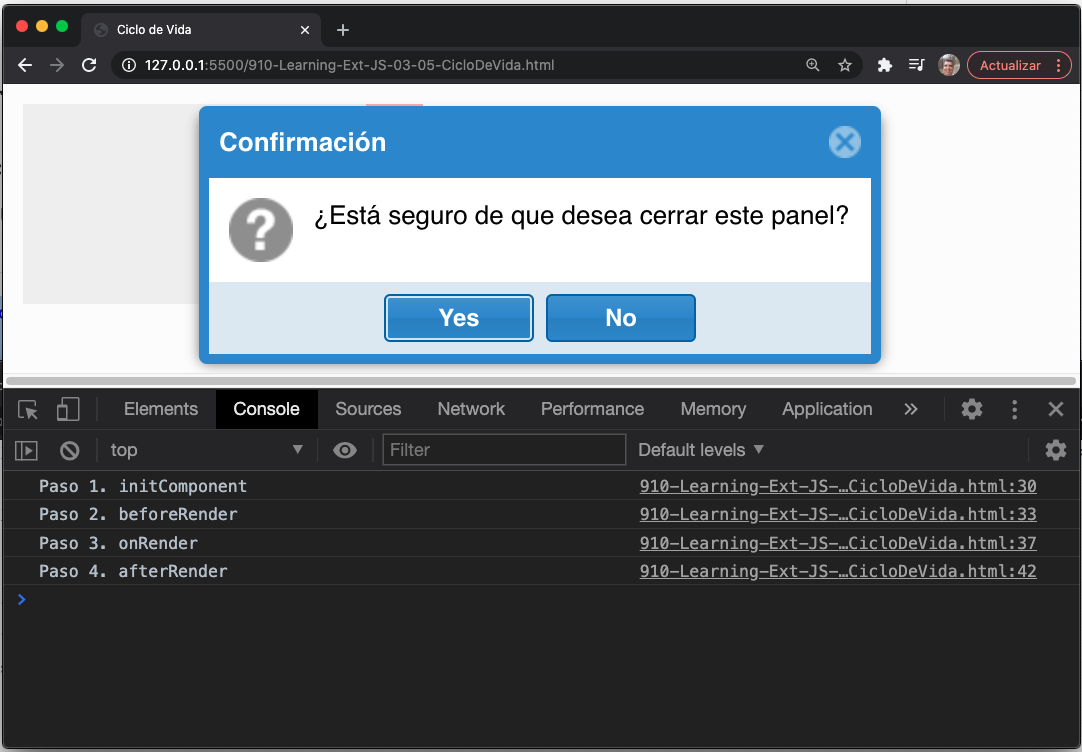 Ciclo de Vida
127.0.0.1:5500/910-Learning-Ext-JS-03-05-CicloDeVida.html
Actualizar
Confirmación
¿Está seguro de que desea cerrar este panel?
Yes No
Elements Console Sources Network Performance Memory Application »
top Filter Default levels
Paso 1. initComponent 910-Learning-Ext-JS-…CicloDeVida.html:30
Paso 2. beforeRender 910-Learning-Ext-JS-…CicloDeVida.html:33
Paso 3. onRender 910-Learning-Ext-JS-…CicloDeVida.html:37
Paso 4. afterRender 910-Learning-Ext-JS-…CicloDeVida.html:42